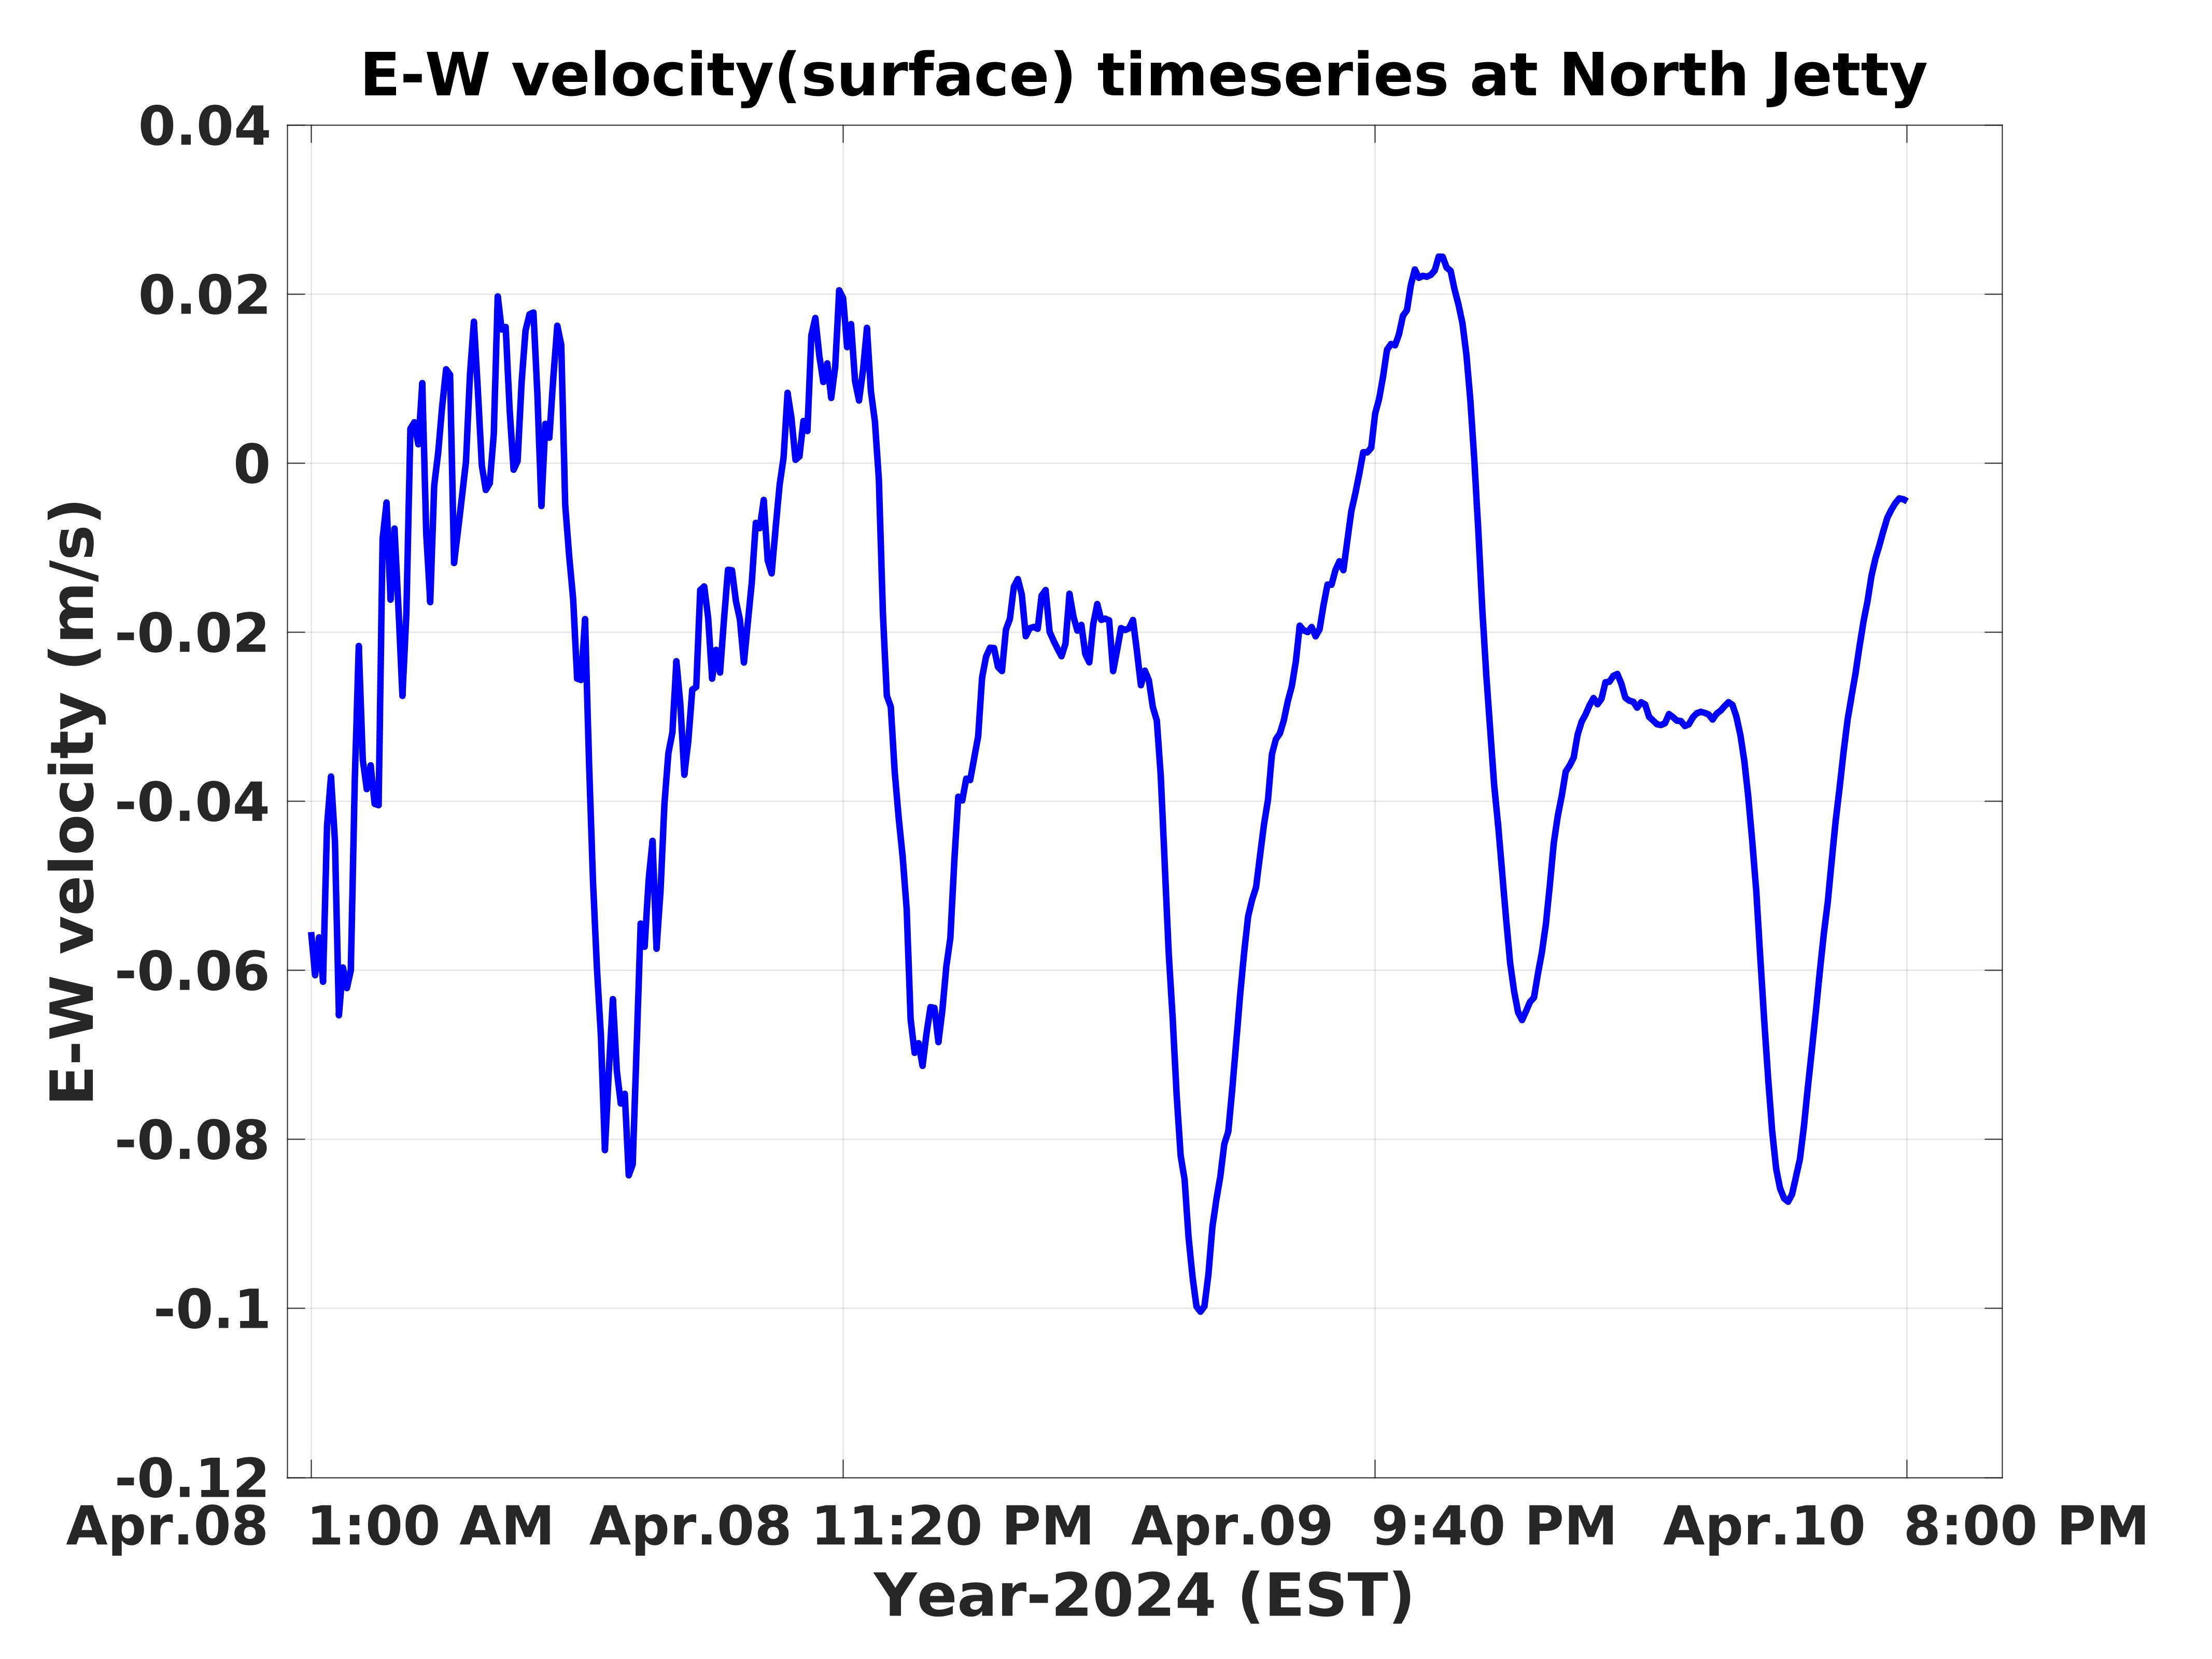 E-W velocity(surface) timeseries at North Jetty
0.04
0.02
0
-0.02
-0.04
-0.06
-0.08
-0.1
-0.12
E-W velocity (m/s)
Apr.08 1:00 AM Apr.08 11:20 PM Apr.09 9:40 PM Apr.10 8:00 PM
Year-2024 (EST)